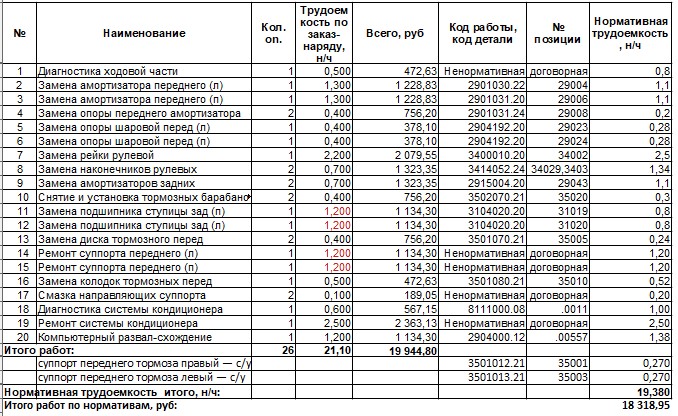 № Наименование Кол. оп. Трудоем кость по заказ-наряду, н/ч Всего, руб Код работы, код детали № позиции Нормативная трудоемкость , н/ч
1 Диагностика ходовой части 1 0,500 472,63 Ненормативная договорная 0,8
2 Замена амортизатора переднего (л) 1 1,300 1 228,83 2901030.22 29004 1,1
3 Замена амортизатора переднего (п) 1 1,300 1 228,83 2901031.20 29006 1,1
4 Замена опоры переднего амортизатора 2 0,400 756,20 2901031.24 29008 0,2
5 Замена опоры шаровой перед (л) 1 0,400 378,10 2904192.20 29023 0,28
6 Замена опоры шаровой перед (п) 1 0,400 378,10 2904192.20 29024 0,28
7 Замена рейки рулевой 1 2,200 2 079,55 3400010.20 34002 2,5
8 Замена наконечников рулевых 2 0,700 1 323,35 3414052.24 34029,3403 1,34
9 Замена амортизаторов задних 2 0,700 1 323,35 2915004.20 29043 1,1
10 Снятие и установка тормозных барабано 2 0,400 756,20 3502070.21 35020 0,3
11 Замена подшипника ступицы зад (п) 1 1,200 1 134,30 3104020.20 31019 0,8
12 Замена подшипника ступицы зад (л) 1 1,200 1 134,30 3104020.20 31020 0,8
13 Замена диска тормозного перед 2 0,400 756,20 3501070.21 35005 0,24
14 Ремонт суппорта переднего (л) 1 1,200 1 134,30 Ненормативная договорная 1,20
15 Ремонт суппорта переднего (п) 1 1,200 1 134,30 Ненормативная договорная 1,20
16 Замена колодок тормозных перед 1 0,500 472,63 3501080.21 35010 0,52
17 Смазка направляющих суппорта 2 0,100 189,05 Ненормативная договорная 0,20
18 Диагностика системы кондиционера 1 0,600 567,15 8111000.08 .0011 1,00
19 Ремонт системы кондиционера 1 2,500 2 363,13 Ненормативная договорная 2,50
20 Компьютерный развал-схождение 1 1,200 1 134,30 2904000.12 .00557 1,38
Итого работ: 26 21,10 19 944,80
суппорт переднего тормоза правый — с/у 3501012.21 35001 0,270
суппорт переднего тормоза левый — с/у 3501013.21 35003 0,270
Нормативная трудоемкость итого, н/ч: 19,380
Итого работ по нормативам, руб: 18 318,95